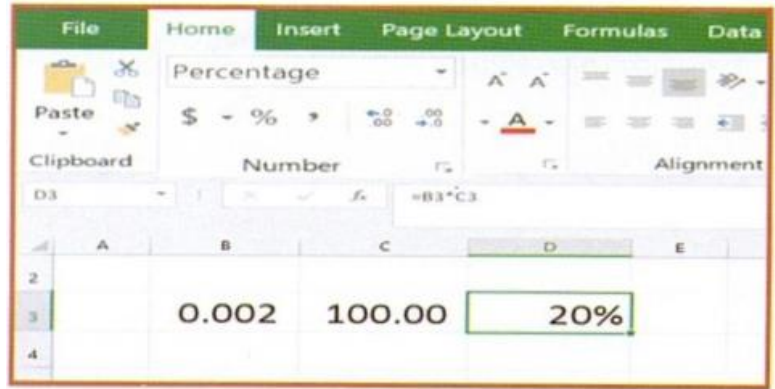 File Home Insert Page Layout Formulas Data
Percentage A A
Paste $ % , .00 A
Clipboard Number Alignment
D3 fx =B3*C3
A B C D E
2
3 0.002 100.00 20%
4